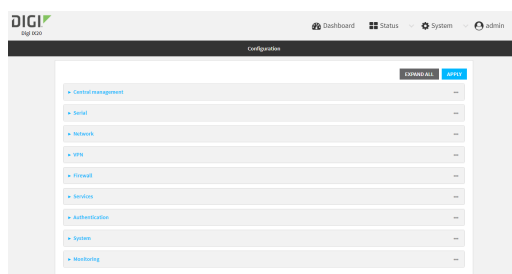 DIGI
Digi IX20
Dashboard
Status
System
admin
Configuration
EXPAND ALL
APPLY
Central management
Serial
Network
VPN
Firewall
Services
Authentication
System
Monitoring